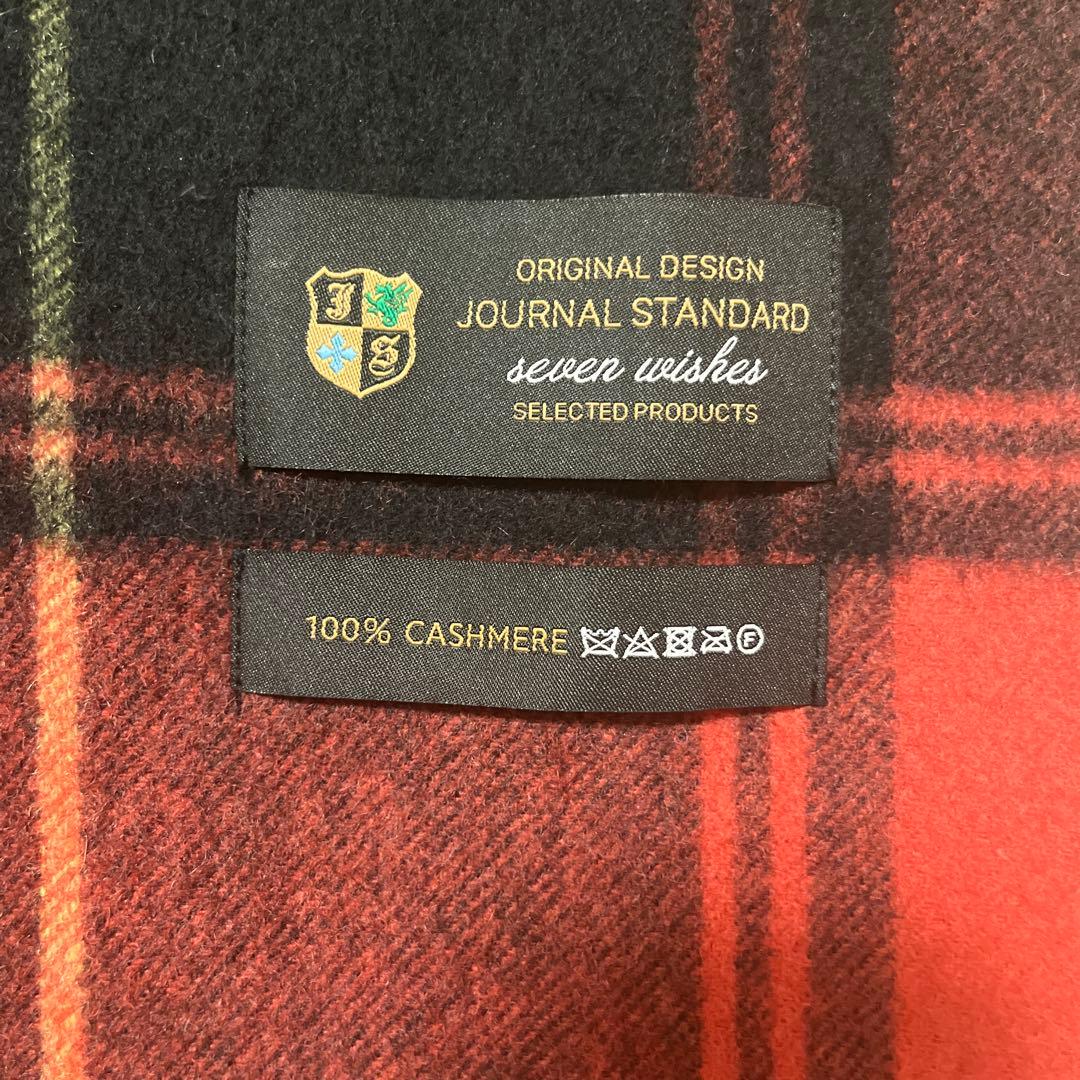 J
S
ORIGINAL DESIGN
JOURNAL STANDARD
seven wishes
SELECTED PRODUCTS
100% CASHMERE F